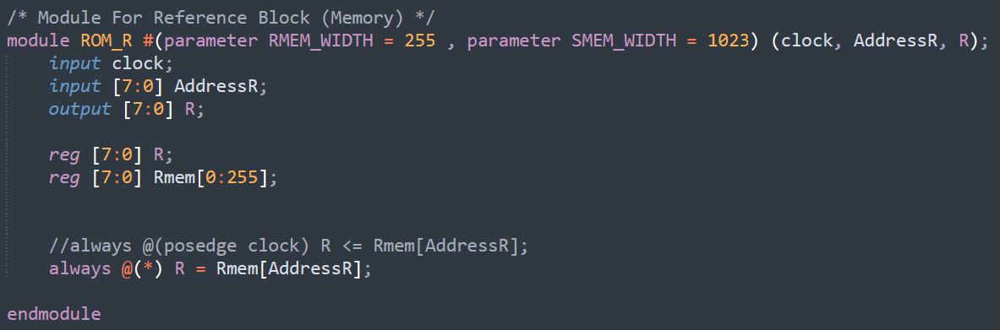 /* Module For Reference Block (Memory) */
module ROM_R #(parameter RMEM_WIDTH = 255 , parameter SMEM_WIDTH = 1023) (clock, AddressR, R);
    input clock;
    input [7:0] AddressR;
    output [7:0] R;

    reg [7:0] R;
    reg [7:0] Rmem[0:255];


    //always @(posedge clock) R <= Rmem[AddressR];
    always @(*) R = Rmem[AddressR];

endmodule